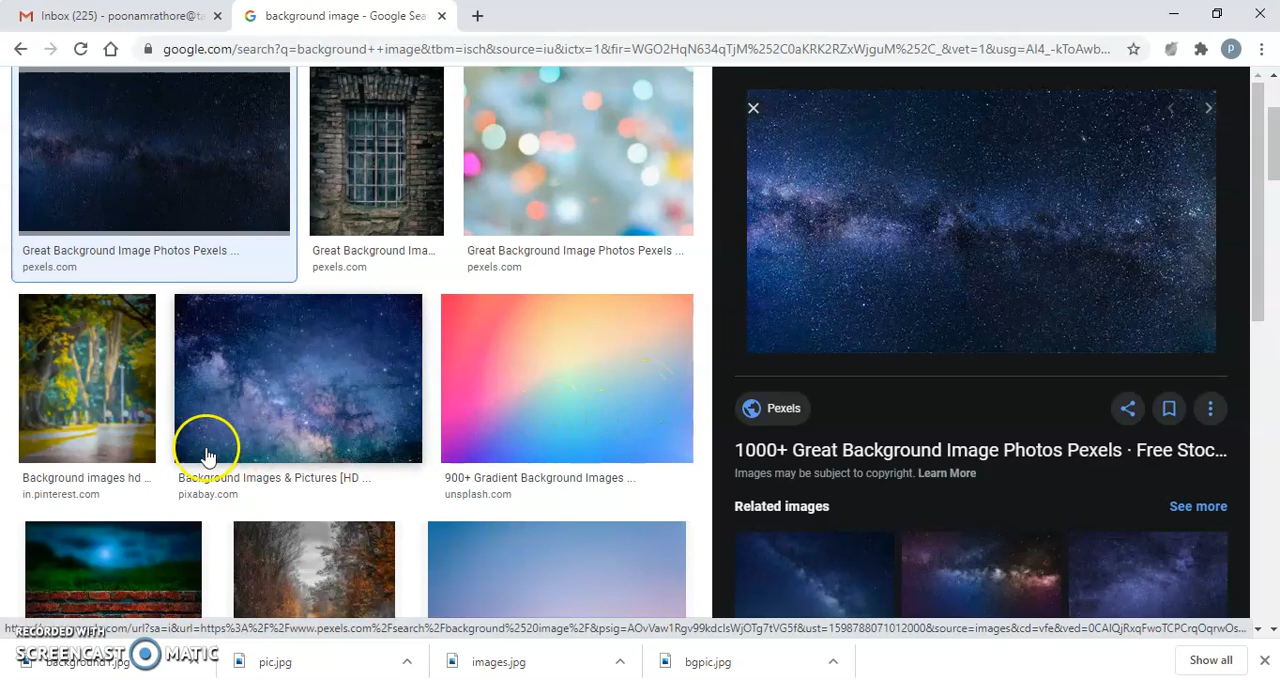 Inbox (225) - poonamrathore@ta
background image - Google Sea
google.com/search?q=background++image&tbm=isch&source=iu&ictx=1&fir=WGO2HqN634qTjM%252C0aKRK2RZxWjguM%252C_&vet=1&usg=AI4_-kToAwb...
P
Great Background Image Photos Pexels ...
pexels.com
Great Background Ima...
pexels.com
Great Background Image Photos Pexels ...
pexels.com
Background images hd ...
in.pinterest.com
Background Images & Pictures [HD ...
pixabay.com
900+ Gradient Background Images ...
unsplash.com
Pexels
1000+ Great Background Image Photos Pexels · Free Stoc...
Images may be subject to copyright. Learn More
Related images
See more
RECORDED WITH
SCREENCAST MATIC
background1.jpg
pic.jpg
images.jpg
bgpic.jpg
Show all